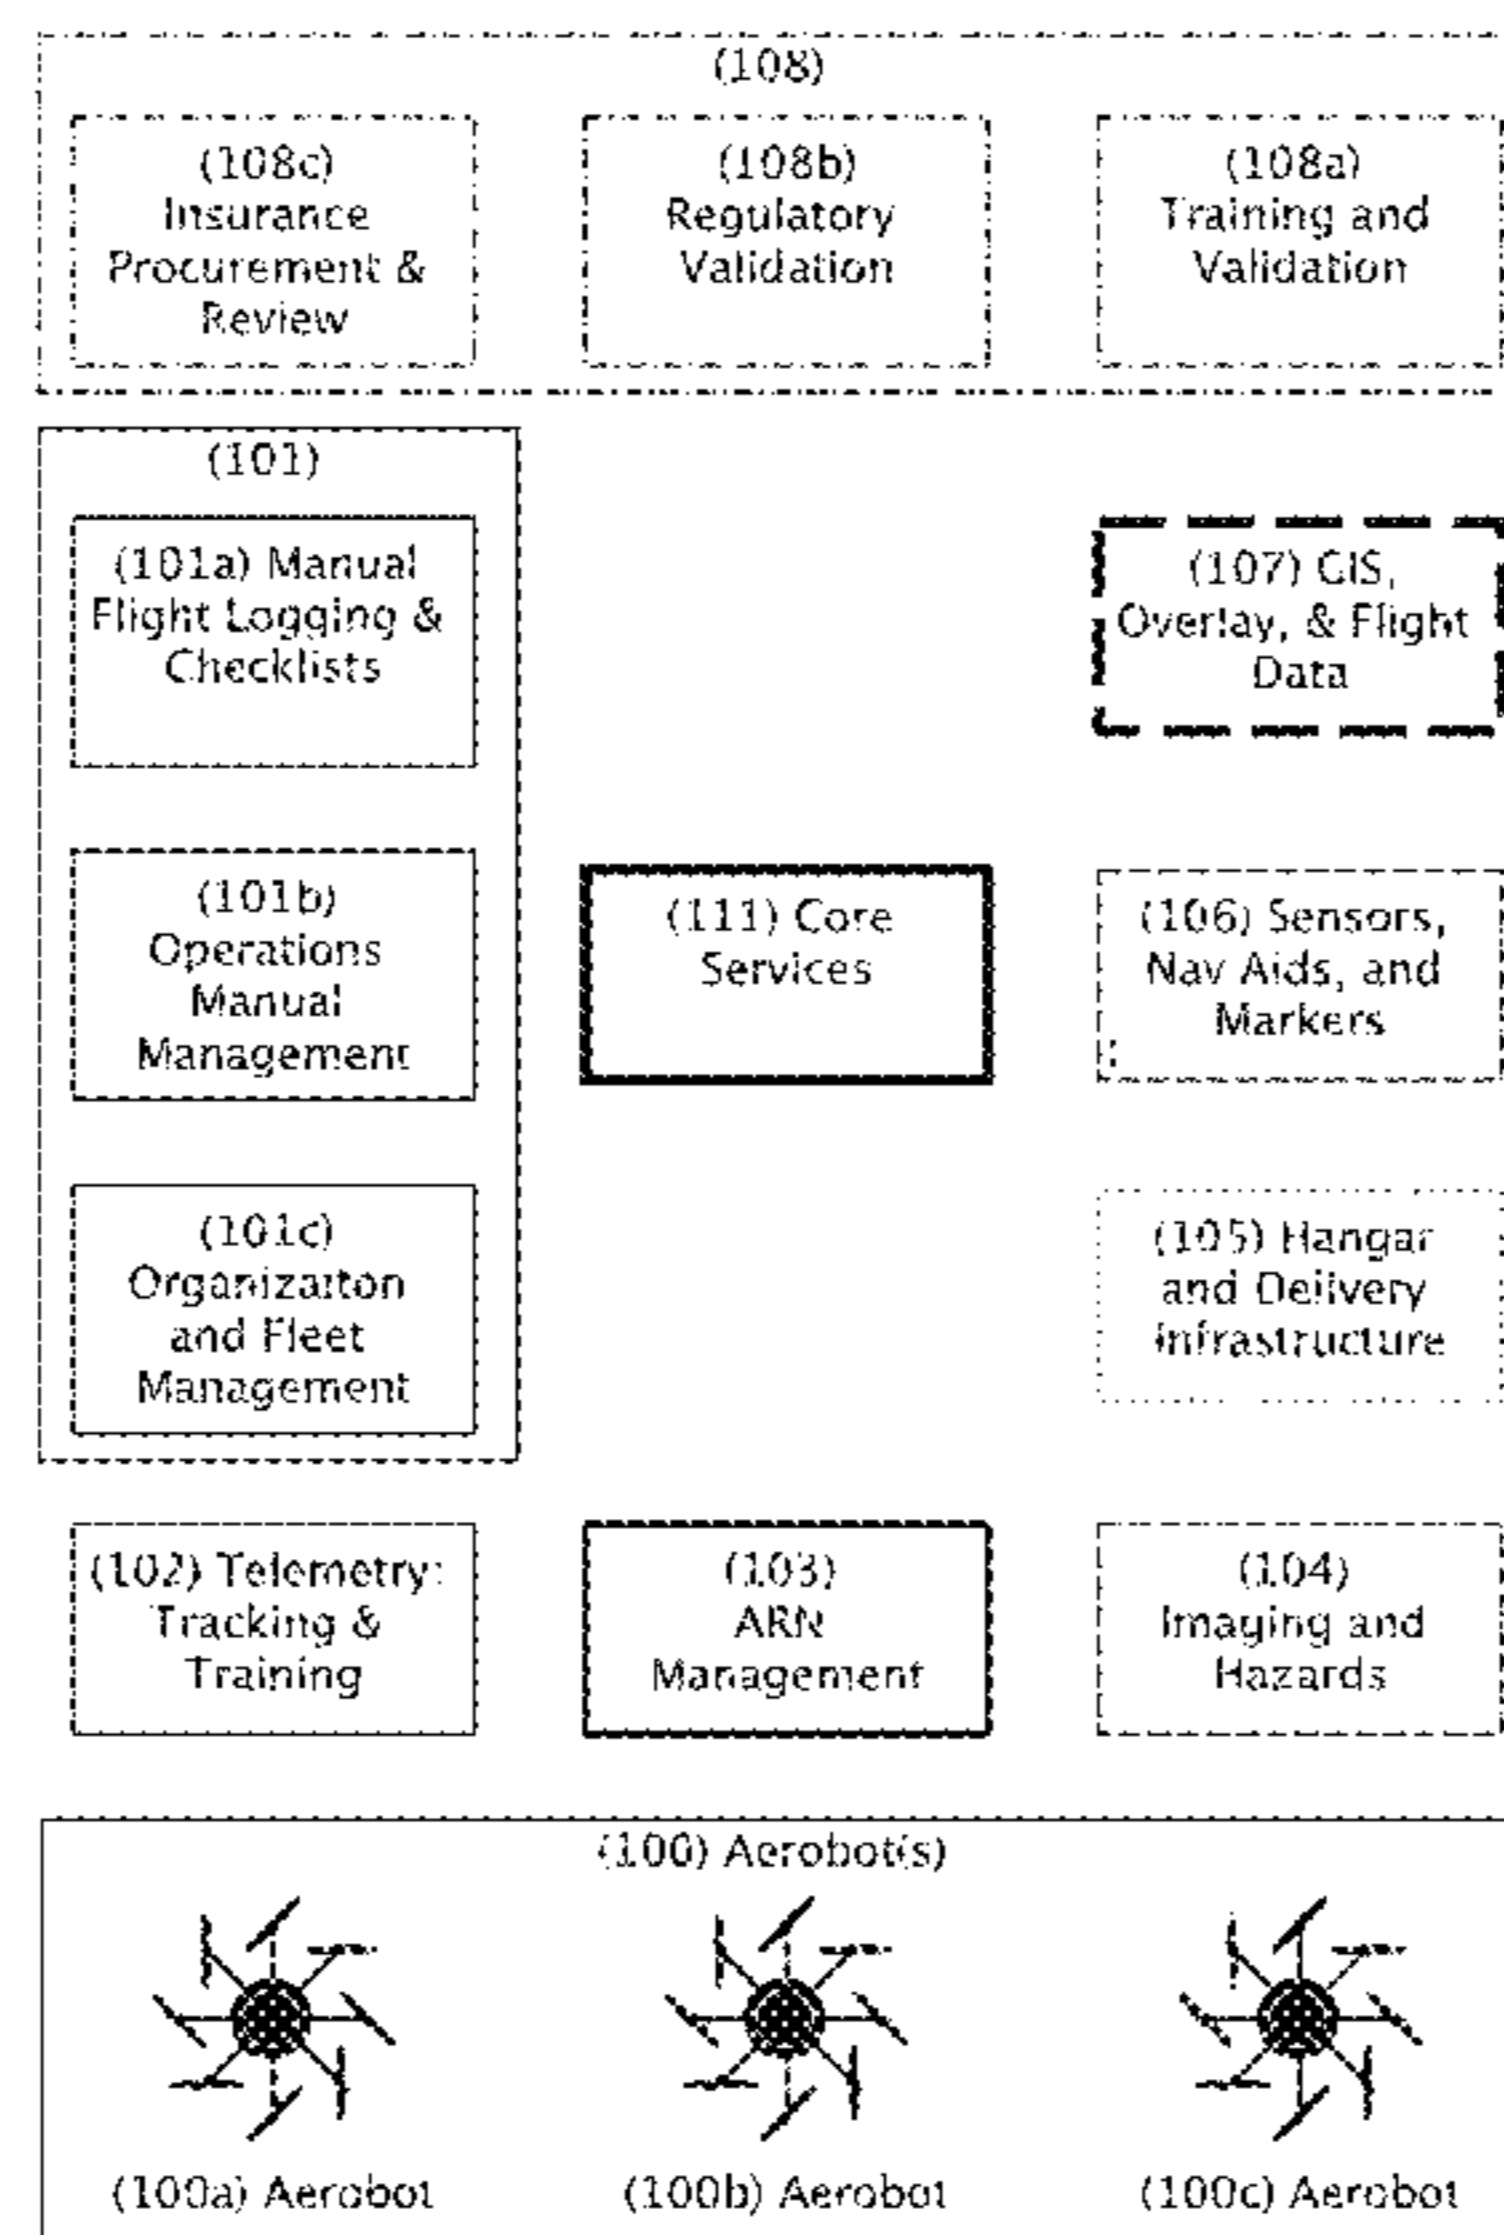 (108)
(108c)
Insurance
Procurement &
Review
(108b)
Regulatory
Validation
(108a)
Training and
Validation
(101)
(101a) Manual
Flight Logging &
Checklists
(107) GIS,
Overlay, & Flight
Data
(101b)
Operations
Manual
Management
(111) Core
Services
(106) Sensors,
Nav Aids, and
Markers
(101c)
Organizaiton
and Fleet
Management
(105) Hangar
and Delivery
Infrastructure
(102) Telemetry:
Tracking &
Training
(103)
ARN
Management
(104)
Imaging and
Hazards
(100) Aerobot(s)
(100a) Aerobot
(100b) Aerobot
(100c) Aerobot